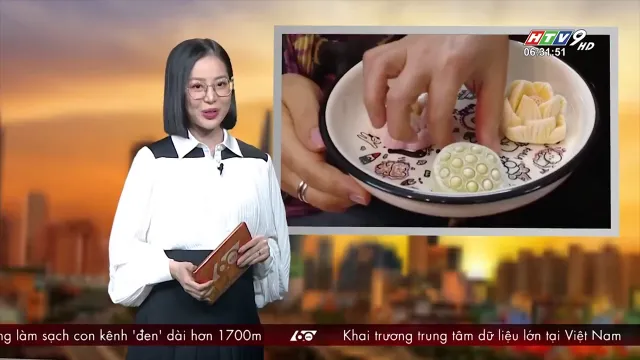 HTV9 HD
06:31:51
ng làm sạch con kênh 'đen' dài hơn 1700m
60
Khai trương trung tâm dữ liệu lớn tại Việt Nam